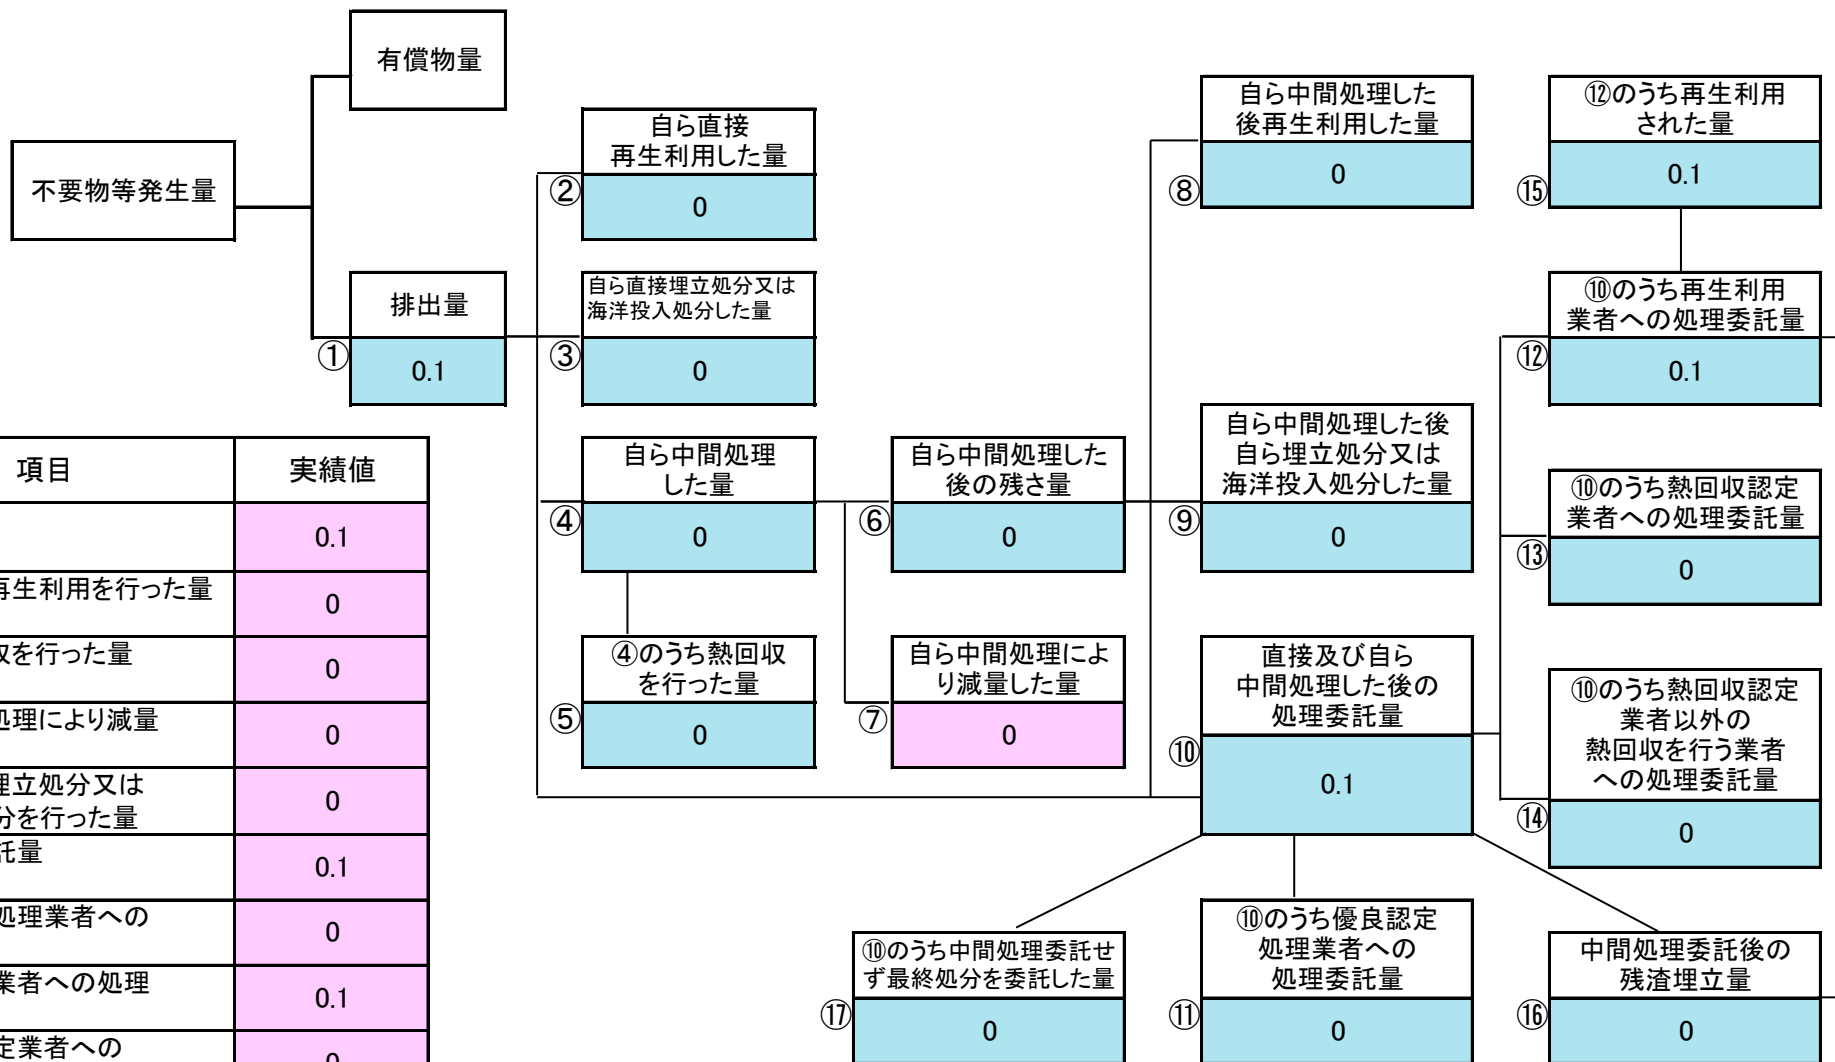 有償物量
不要物等発生量
排出量
①
0.1
自ら直接
再生利用した量
②
0
自ら直接埋立処分又は
海洋投入処分した量
③
0
自ら中間処理
した量
④
0
④のうち熱回収
を行った量
⑤
0
自ら中間処理した
後の残さ量
⑥
0
自ら中間処理によ
り減量した量
⑦
0
自ら中間処理した
後再生利用した量
⑧
0
自ら中間処理した後
自ら埋立処分又は
海洋投入処分した量
⑨
0
直接及び自ら
中間処理した後の
処理委託量
⑩
0.1
⑫のうち再生利用
された量
⑮
0.1
⑩のうち再生利用
業者への処理委託量
⑫
0.1
⑩のうち熱回収認定
業者への処理委託量
⑬
0
⑩のうち熱回収認定
業者以外の
熱回収を行う業者
への処理委託量
⑭
0
⑩のうち中間処理委託せ
ず最終処分を委託した量
⑰
0
⑩のうち優良認定
処理業者への
処理委託量
⑪
0
中間処理委託後の
残渣埋立量
⑯
0
項目 実績値
0.1
再生利用を行った量 0
を行った量 0
処理により減量 0
埋立処分又は
分を行った量 0
託量 0.1
処理業者への 0
業者への処理 0.1
定業者への 0